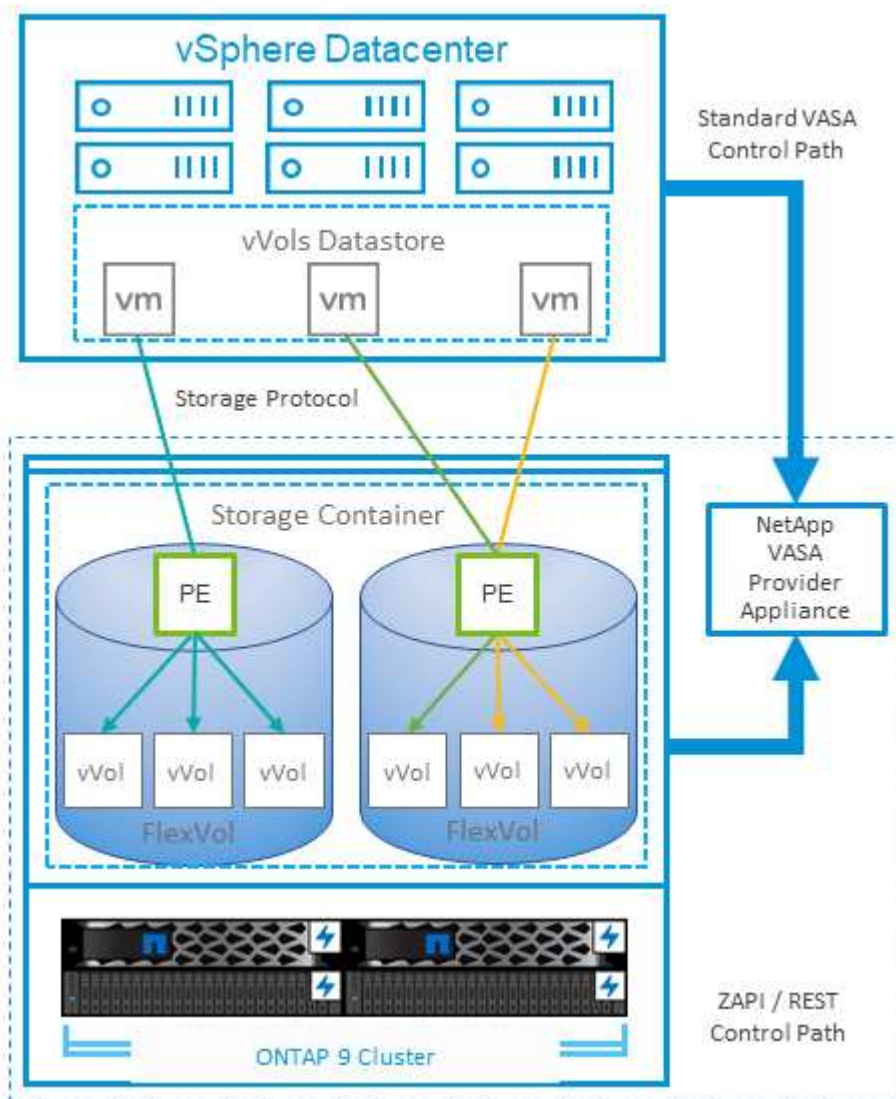 vSphere Datacenter
Standard VASA
Control Path
vVols Datastore
vm vm vm
Storage Protocol
Storage Container
NetApp
VASA
Provider
Appliance
PE PE
vVol vVol vVol vVol vVol vVol
FlexVol FlexVol
ZAPI / REST
Control Path
ONTAP 9 Cluster